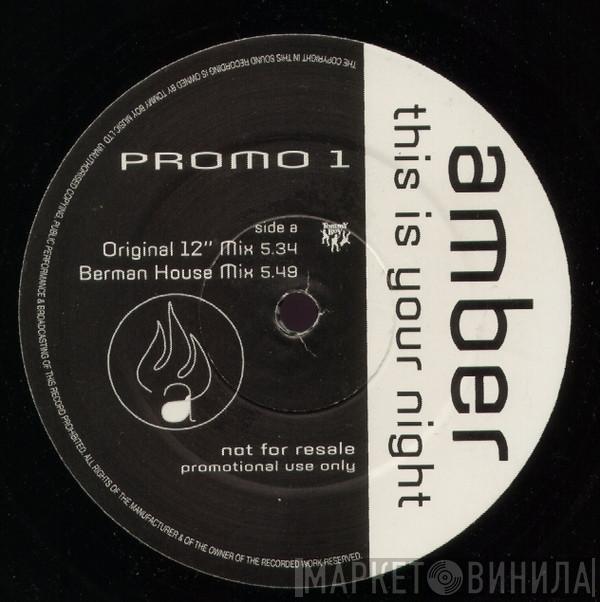 PROMO 1
side a
TOMMY BOY
Original 12" Mix 5.34
Berman House Mix 5.49
a
not for resale
promotional use only
amber
this is your night
THE COPYRIGHT IN THIS SOUND RECORDING IS OWNED BY TOMMY BOY MUSIC LTD. UNAUTHORISED COPYING, PUBLIC PERFORMANCE & BROADCASTING OF THIS RECORD PROHIBITED. ALL RIGHTS OF THE MANUFACTURER & OF THE OWNER OF THE RECORDED WORK RESERVED.
МАРКЕТ ВИНИЛА